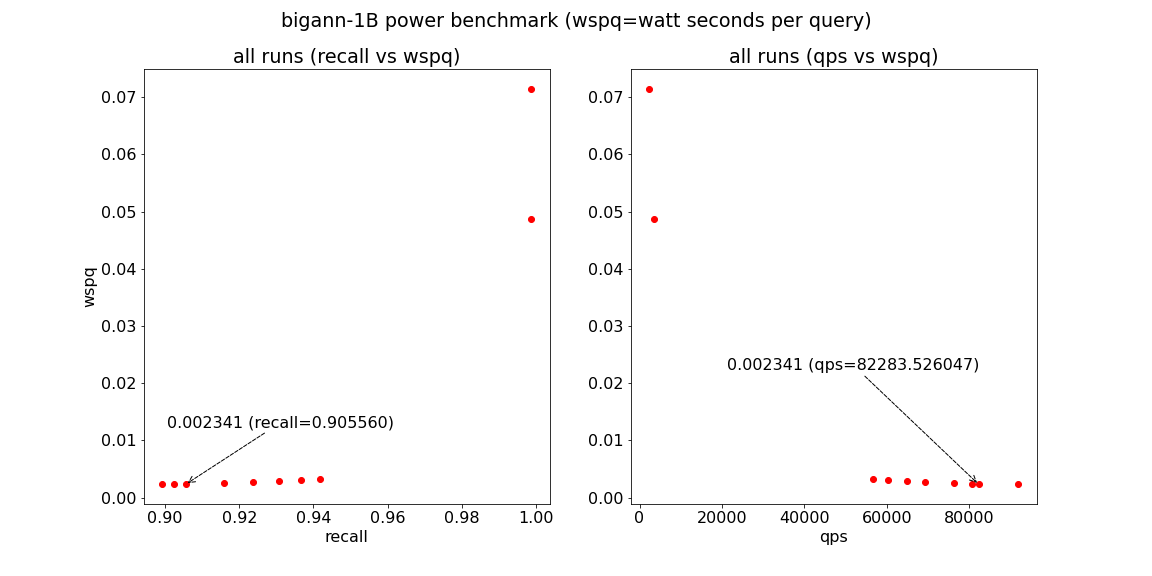 bigann-1B power benchmark (wspq=watt seconds per query)
all runs (recall vs wspq)
0.07
0.06
0.05
0.04
0.03
0.02
0.01
0.00
wspq
0.002341 (recall=0.905560)
0.90 0.92 0.94 0.96 0.98 1.00
recall
all runs (qps vs wspq)
0.07
0.06
0.05
0.04
0.03
0.02
0.01
0.00
0.002341 (qps=82283.526047)
0 20000 40000 60000 80000
qps